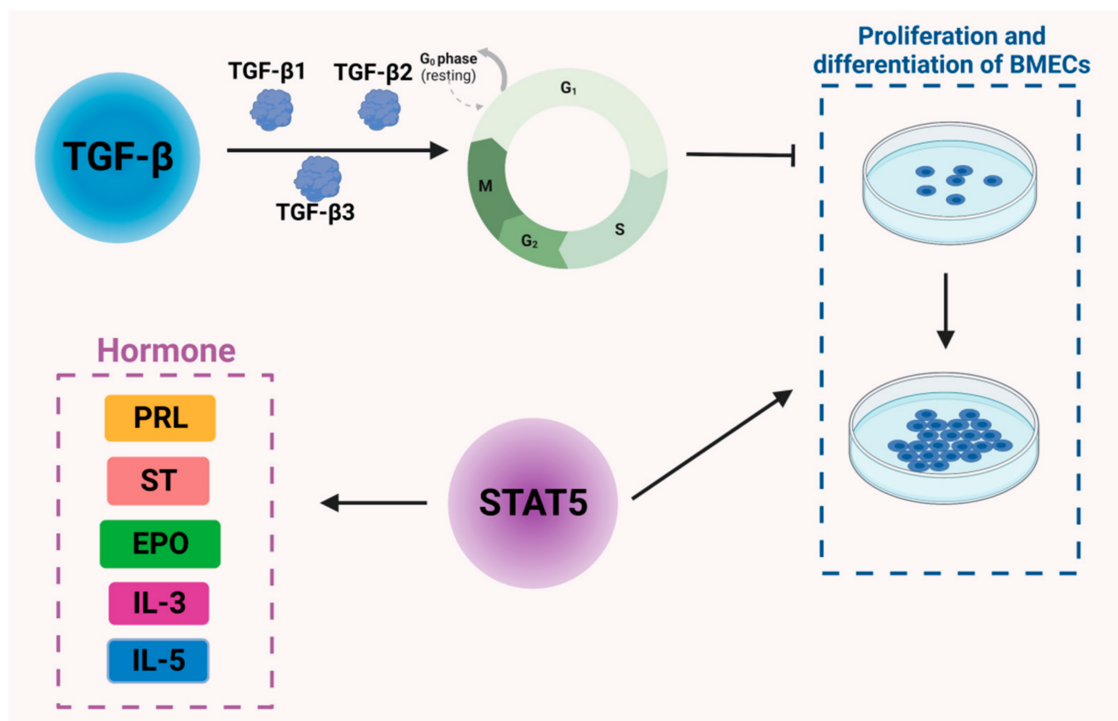 Proliferation and
differentiation of BMECs
TGF-β
TGF-β1
TGF-β2
TGF-β3
G₀ phase
(resting)
G₁
M
G₂
S
Hormone
PRL
ST
EPO
IL-3
IL-5
STAT5